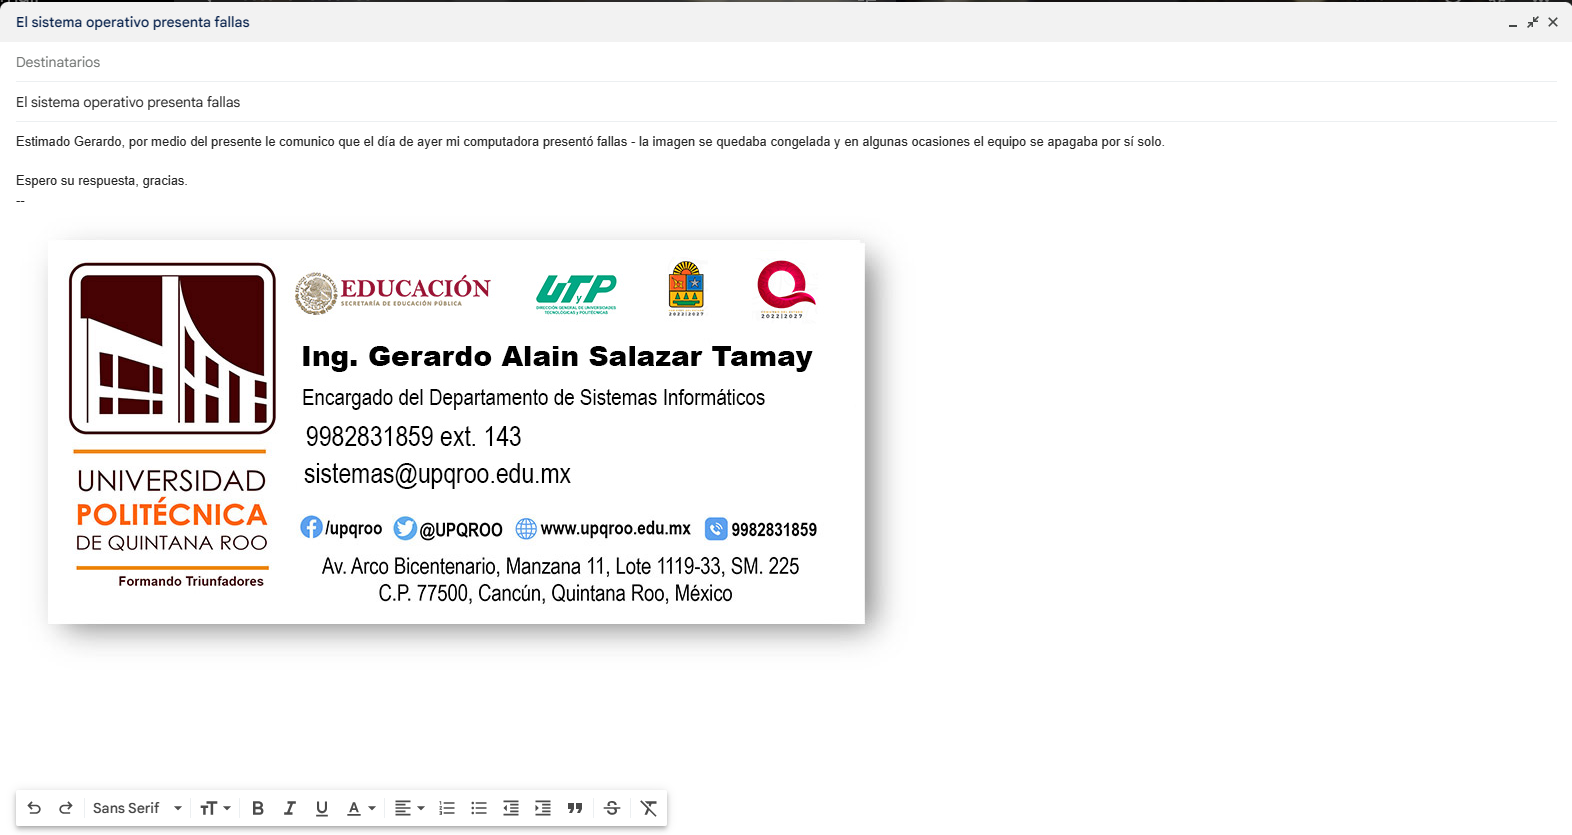 El sistema operativo presenta fallas
Destinatarios
El sistema operativo presenta fallas
Estimado Gerardo, por medio del presente le comunico que el día de ayer mi computadora presentó fallas - la imagen se quedaba congelada y en algunas ocasiones el equipo se apagaba por sí solo.
Espero su respuesta, gracias.
--
EDUCACIÓN
SECRETARÍA DE EDUCACIÓN PÚBLICA
UTyP
DIRECCIÓN GENERAL DE UNIVERSIDADES
TECNOLÓGICAS y POLITÉCNICAS
2022|2027
2022|2027
Ing. Gerardo Alain Salazar Tamay
Encargado del Departamento de Sistemas Informáticos
9982831859 ext. 143
sistemas@upqroo.edu.mx
/upqroo @UPQROO www.upqroo.edu.mx 9982831859
Av. Arco Bicentenario, Manzana 11, Lote 1119-33, SM. 225
C.P. 77500, Cancún, Quintana Roo, México
UNIVERSIDAD
POLITÉCNICA
DE QUINTANA ROO
Formando Triunfadores
Sans Serif